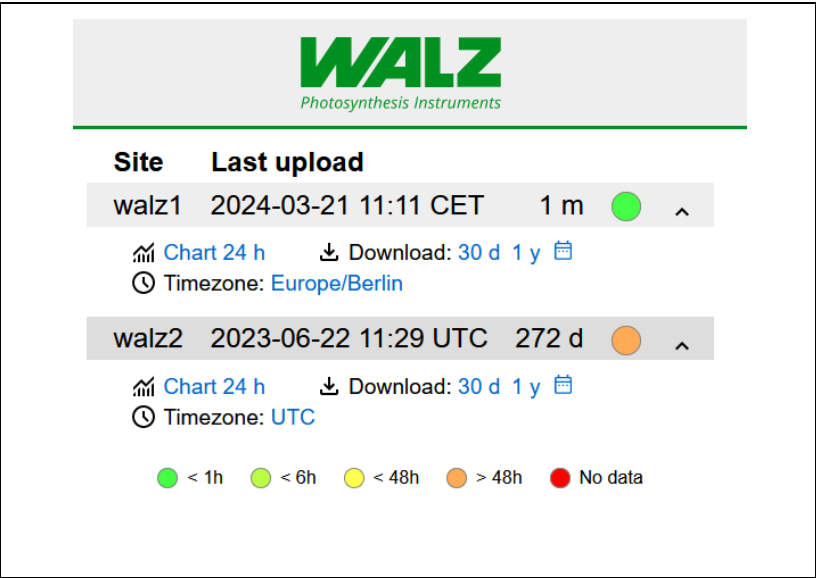 WALZ
Photosynthesis Instruments
Site Last upload
walz1 2024-03-21 11:11 CET 1 m
Chart 24 h Download: 30 d 1 y
Timezone: Europe/Berlin
walz2 2023-06-22 11:29 UTC 272 d
Chart 24 h Download: 30 d 1 y
Timezone: UTC
< 1h < 6h < 48h > 48h No data